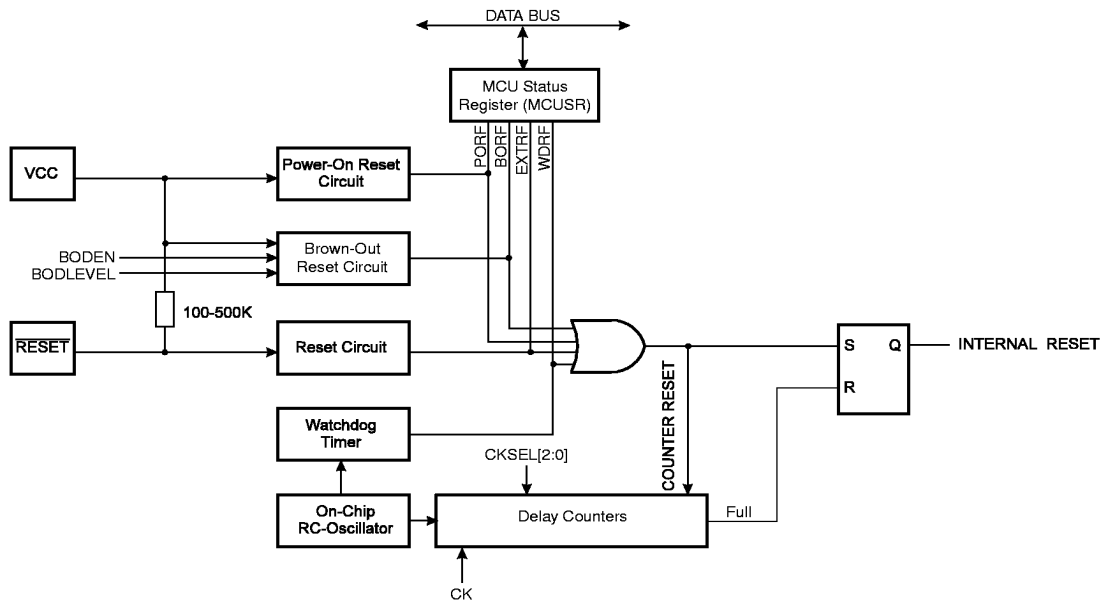 DATA BUS
MCU Status
Register (MCUSR)
PORF
BORF
EXTRF
WDRF
VCC
Power-On Reset
Circuit
BODEN
BODLEVEL
Brown-Out
Reset Circuit
100-500K
RESET
Reset Circuit
S
Q
INTERNAL RESET
R
COUNTER RESET
Watchdog
Timer
CKSEL[2:0]
On-Chip
RC-Oscillator
Delay Counters
Full
CK